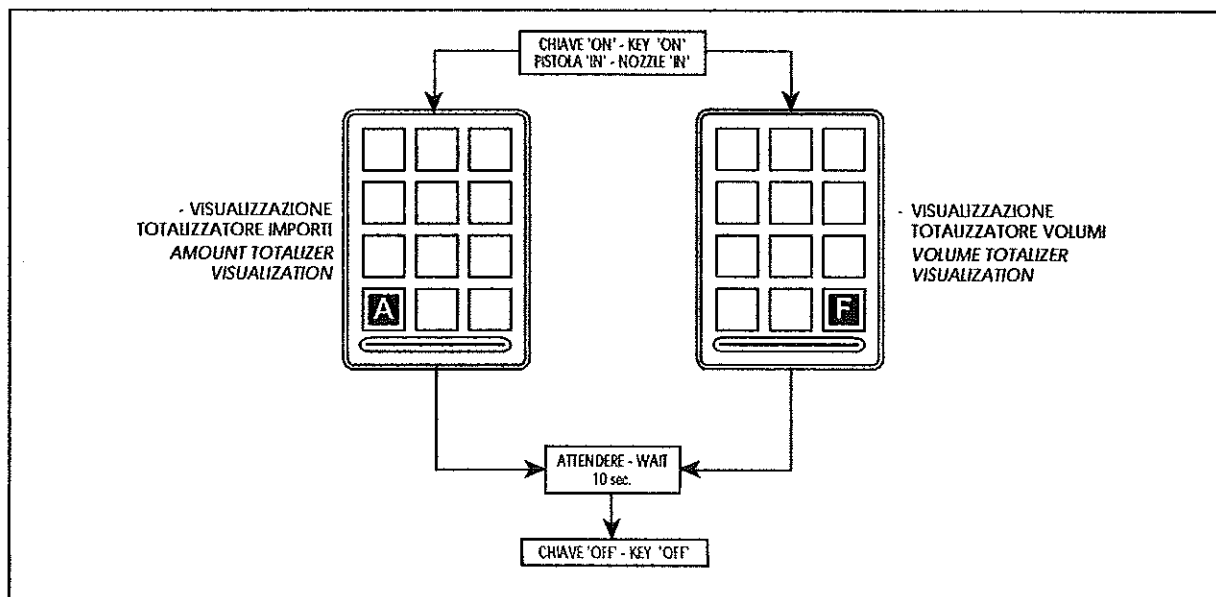 CHIAVE 'ON' - KEY 'ON'
PISTOLA 'IN' - NOZZLE 'IN'
- VISUALIZZAZIONE
TOTALIZZATORE IMPORTI
AMOUNT TOTALIZER
VISUALIZATION
A
- VISUALIZZAZIONE
TOTALIZZATORE VOLUMI
VOLUME TOTALIZER
VISUALIZATION
F
ATTENDERE - WAIT
10 sec.
CHIAVE 'OFF' - KEY 'OFF'